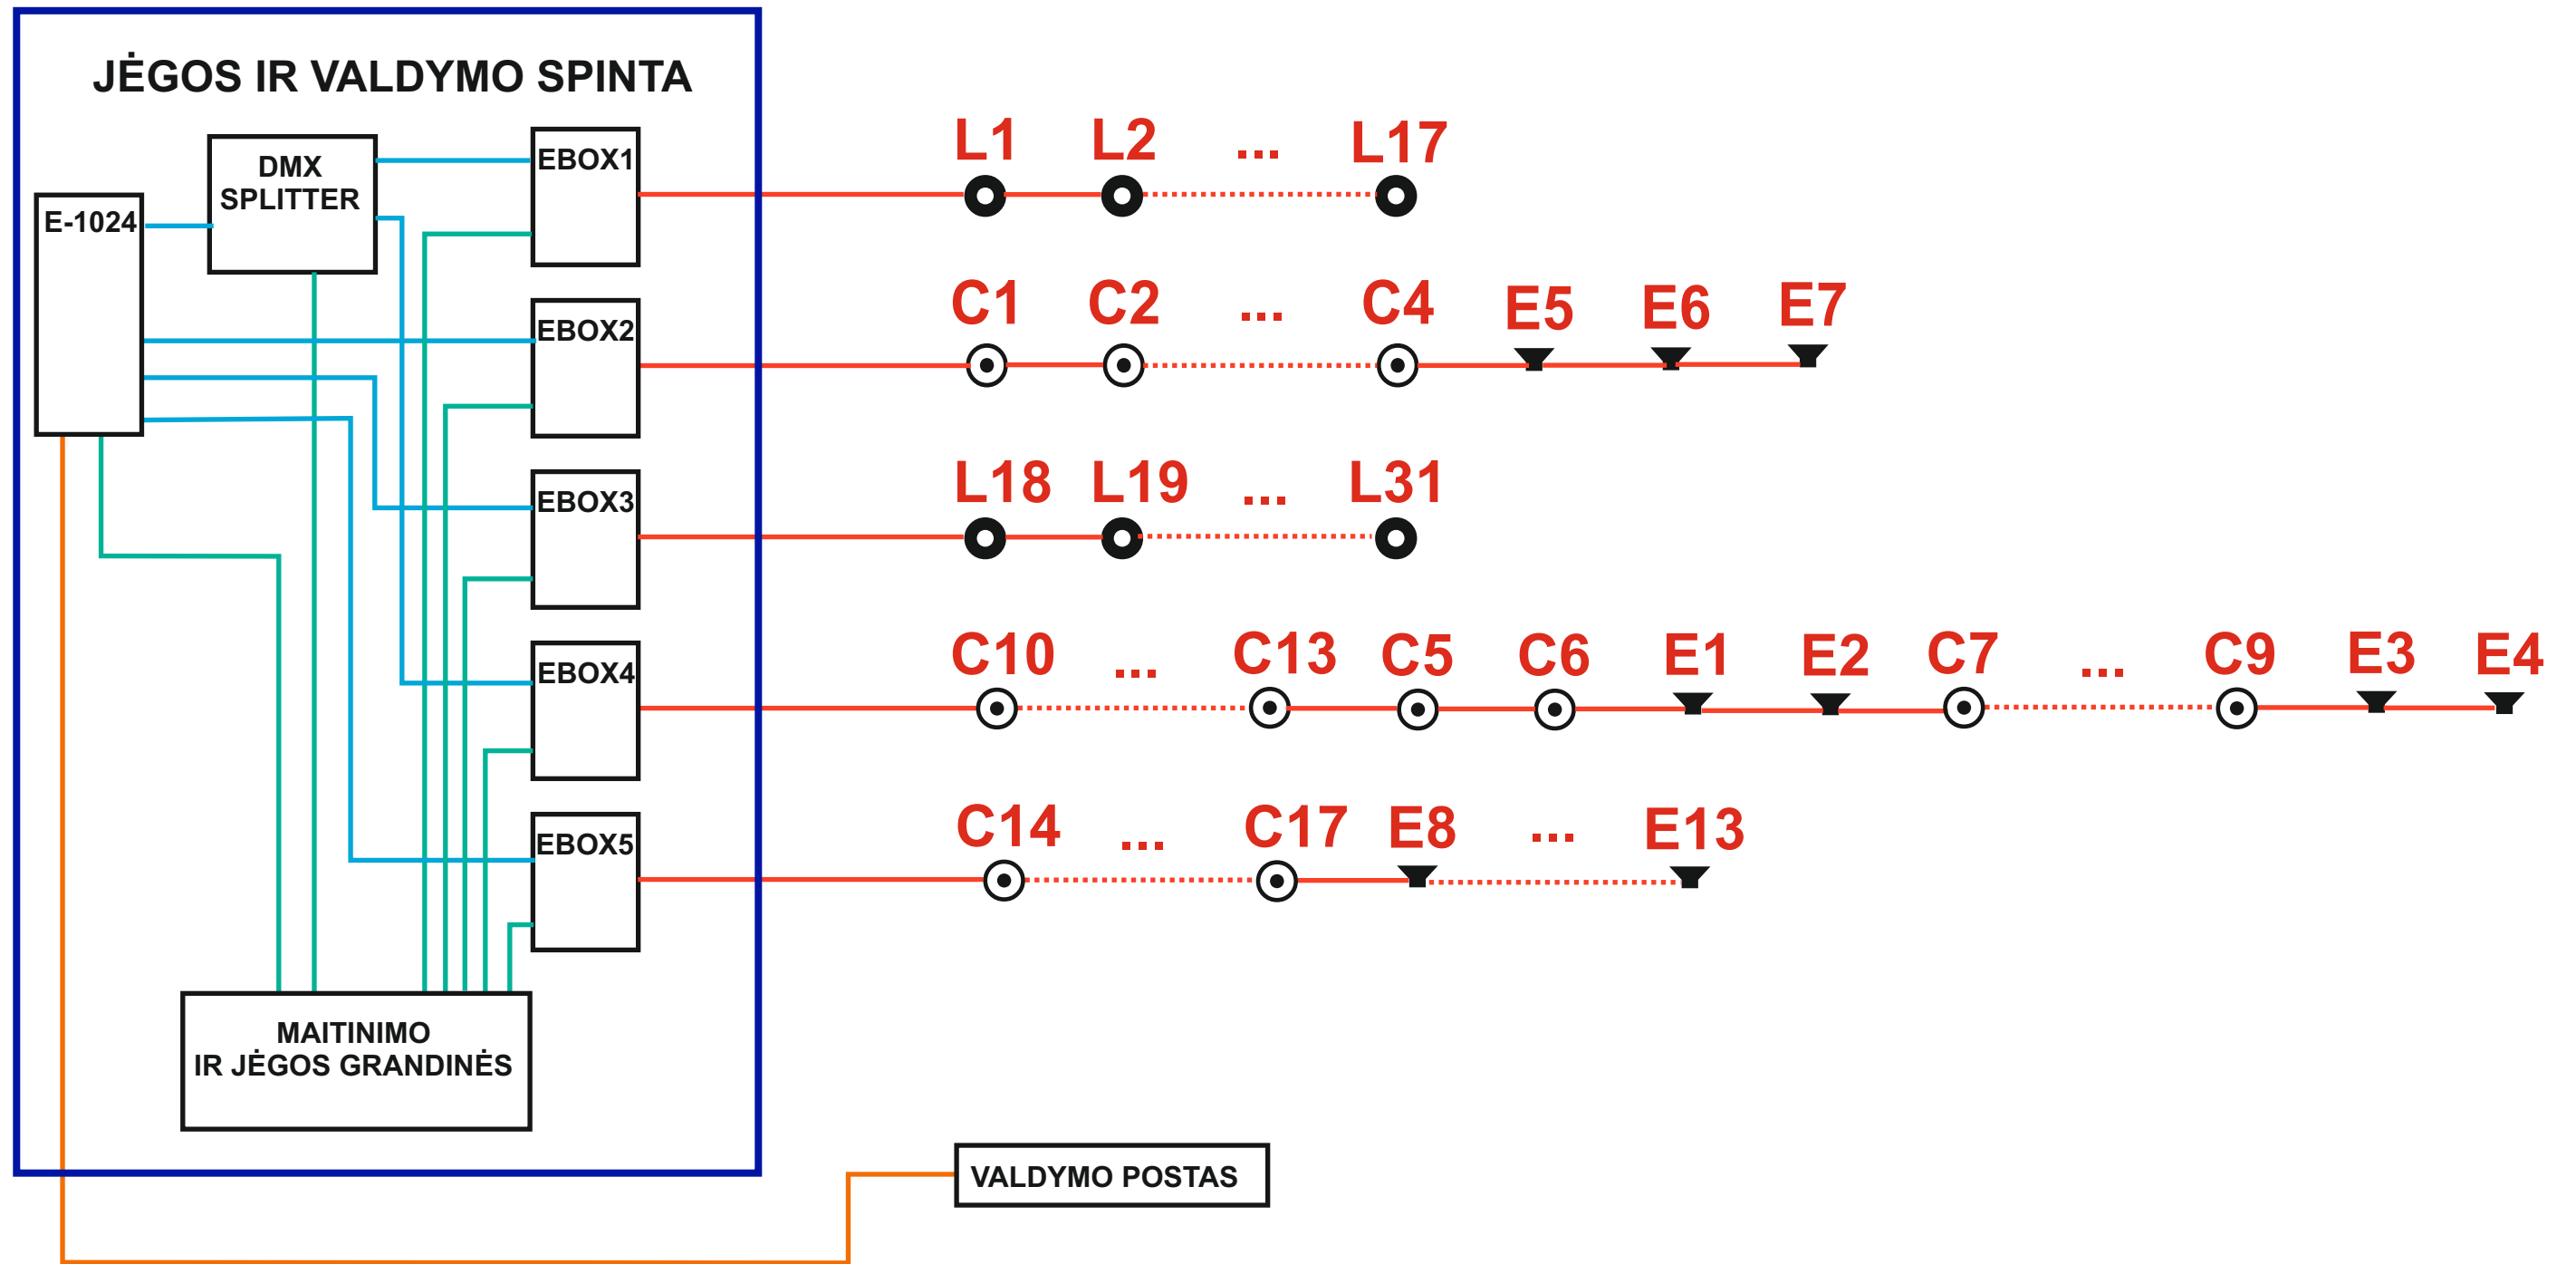 JĖGOS IR VALDYMO SPINTA
E-1024
DMX
SPLITTER
EBOX1
EBOX2
EBOX3
EBOX4
EBOX5
MAITINIMO
IR JĖGOS GRANDINĖS
L1 L2 ... L17
C1 C2 ... C4 E5 E6 E7
L18 L19 ... L31
C10 ... C13 C5 C6 E1 E2 C7 ... C9 E3 E4
C14 ... C17 E8 ... E13
VALDYMO POSTAS